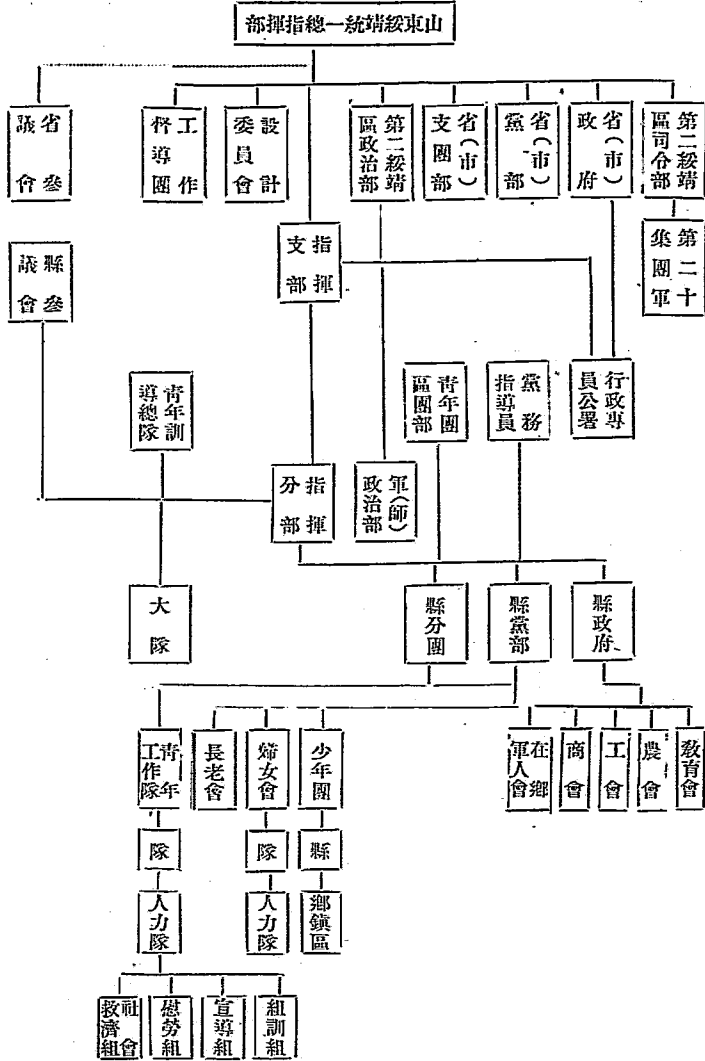 山東綏靖統一總指揮部
第二綏靖
區司令部
省（市）
政府
省（市）
黨部
省（市）
支團部
第二綏靖
區政治部
設計
委員會
工作
督導團
省參
議會
第二十
集團軍
指揮
支部
縣參
議會
行政專
員公署
黨務
指導員
青年團
區團部
青年訓
導總隊
軍（師）
政治部
指揮
分部
縣政府
縣黨部
縣分團
大隊
教育會
農會
工會
商會
在鄉
軍人會
少年團
婦女會
長老會
青年
工作隊
縣
隊
隊
鄉鎮區
人力隊
人力隊
組訓組
宣導組
慰勞組
社會
救濟組